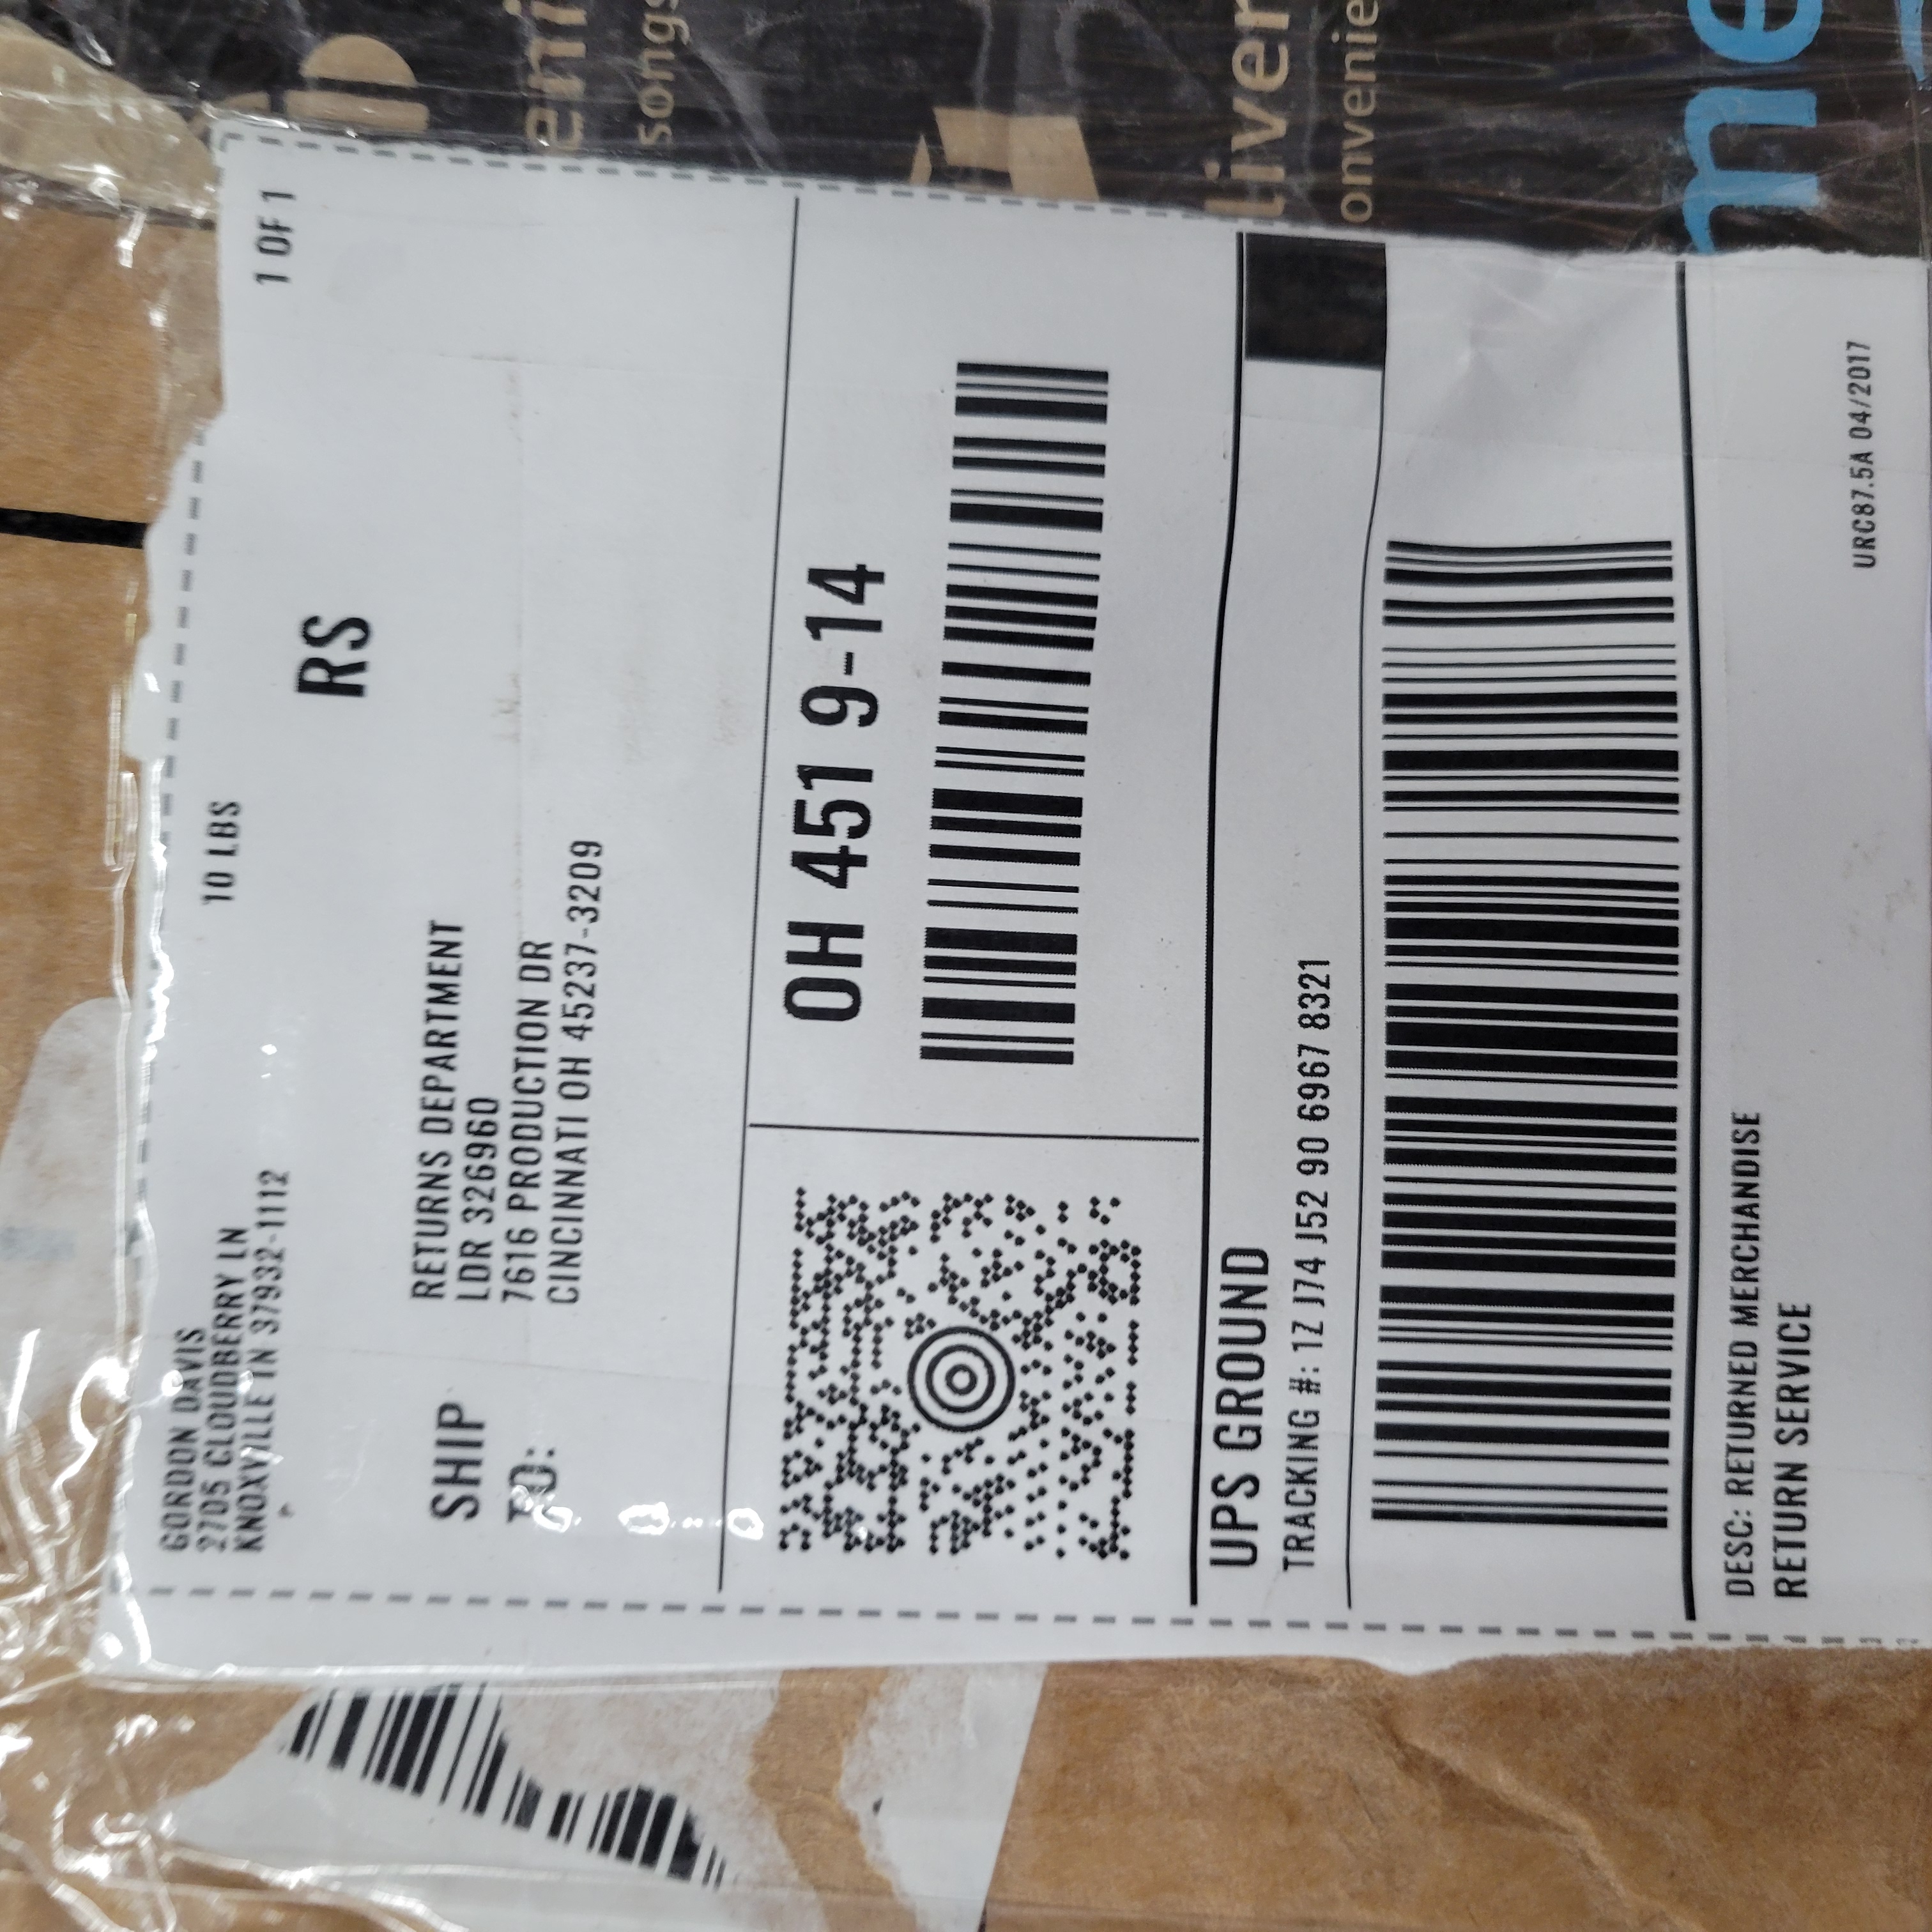 GORDON DAVIS
2705 CLOUDBERRY LN
KNOXVILLE TN 37932-1112
10 LBS
1 OF 1
RS
SHIP
TO:
RETURNS DEPARTMENT
LDR 326960
7616 PRODUCTION DR
CINCINNATI OH 45237-3209
OH 451 9-14
UPS GROUND
TRACKING #: 1Z J74 J52 90 6967 8321
DESC: RETURNED MERCHANDISE
RETURN SERVICE
URC87.5A 04/2017
songs